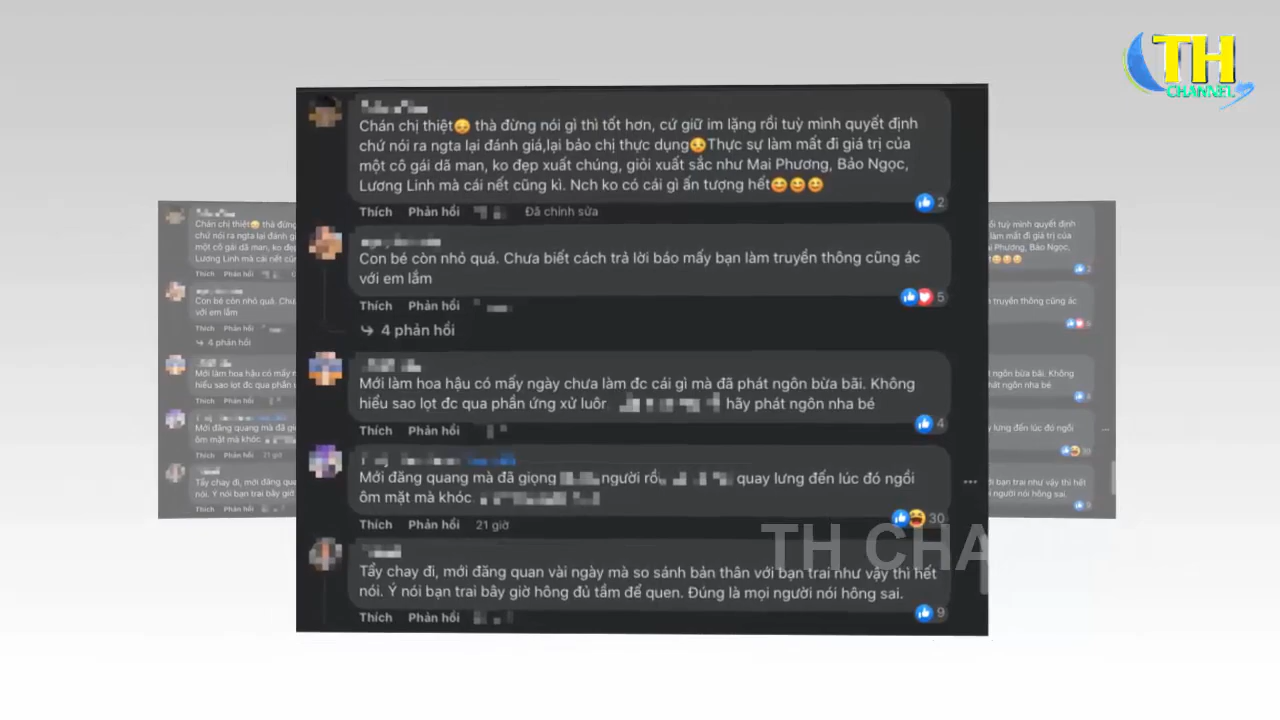 TH
CHANNEL
Chán chị thiệt😔 thà đừng nói gì thì tốt hơn, cứ giữ im lặng rồi tuỳ mình quyết định
chứ nói ra ngta lại đánh giá,lại bảo chị thực dụng😣Thực sự làm mất đi giá trị của
một cô gái dã man, ko đẹp xuất chúng, giỏi xuất sắc như Mai Phương, Bảo Ngọc,
Lương Linh mà cái nết cũng kì. Nch ko có cái gì ấn tượng hết😊😊😊
2
Thích Phản hồi Đã chỉnh sửa
Con bé còn nhỏ quá. Chưa biết cách trả lời báo mấy bạn làm truyền thông cũng ác
với em lắm
5
Thích Phản hồi
4 phản hồi
Mới làm hoa hậu có mấy ngày chưa làm đc cái gì mà đã phát ngôn bừa bãi. Không
hiểu sao lọt đc qua phần ứng xử luôn hãy phát ngôn nha bé
4
Thích Phản hồi
Mới đăng quang mà đã giọng người rồi quay lưng đến lúc đó ngồi
ôm mặt mà khóc
30
Thích Phản hồi 21 giờ
Tẩy chay đi, mới đăng quan vài ngày mà so sánh bản thân với bạn trai như vậy thì hết
nói. Ý nói bạn trai bây giờ hông đủ tầm để quen. Đúng là mọi người nói hông sai.
9
Thích Phản hồi
TH CHA